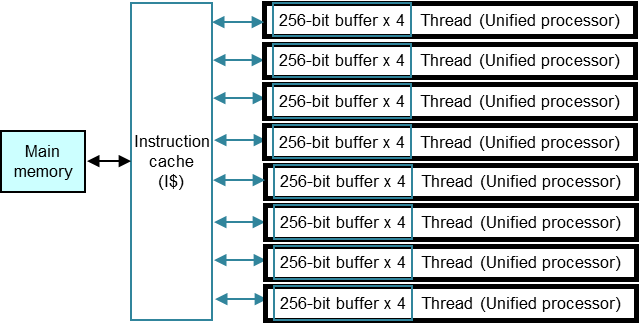 256-bit buffer x 4 Thread (Unified processor)
256-bit buffer x 4 Thread (Unified processor)
256-bit buffer x 4 Thread (Unified processor)
256-bit buffer x 4 Thread (Unified processor)
Main
memory
Instruction
cache
(I$)
256-bit buffer x 4 Thread (Unified processor)
256-bit buffer x 4 Thread (Unified processor)
256-bit buffer x 4 Thread (Unified processor)
256-bit buffer x 4 Thread (Unified processor)